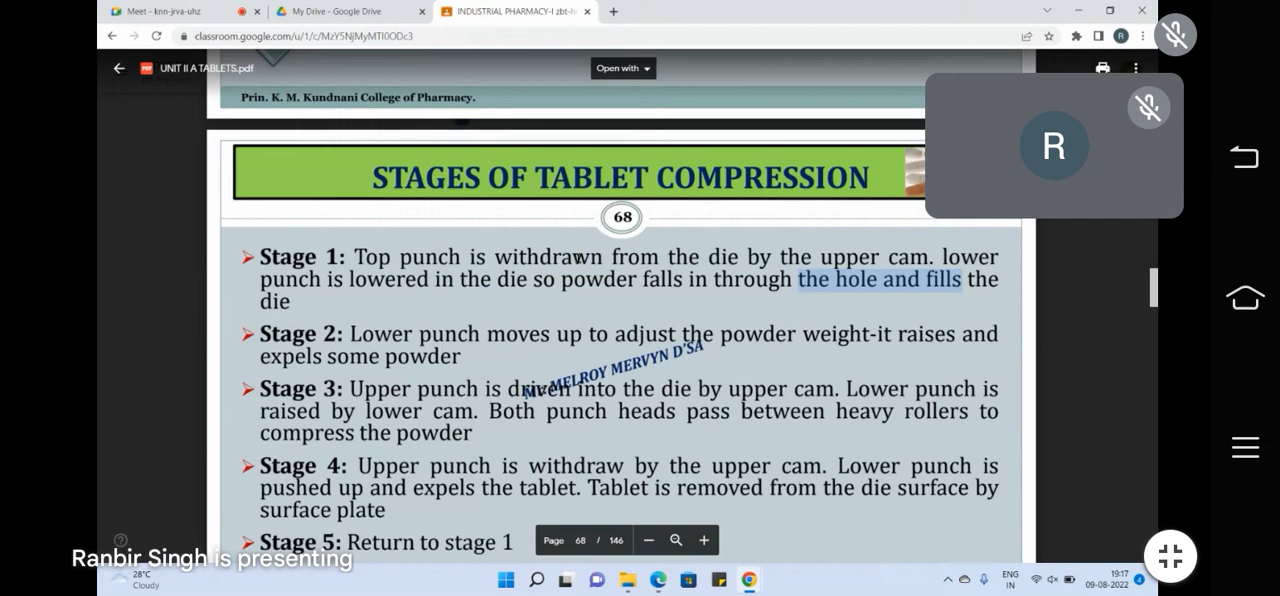 Meet - knn-jrva-uhz
My Drive - Google Drive
INDUSTRIAL PHARMACY-I zbt-h
classroom.google.com/u/1/c/MzY5NjMyMTI0ODc3
R
UNIT II A TABLETS.pdf
Open with
Prin. K. M. Kundnani College of Pharmacy.
R
STAGES OF TABLET COMPRESSION
68
Stage 1: Top punch is withdrawn from the die by the upper cam. lower
punch is lowered in the die so powder falls in through the hole and fills the
die
Stage 2: Lower punch moves up to adjust the powder weight-it raises and
expels some powder
MELROY MERVYN D'SA
Stage 3: Upper punch is driven into the die by upper cam. Lower punch is
raised by lower cam. Both punch heads pass between heavy rollers to
compress the powder
Stage 4: Upper punch is withdraw by the upper cam. Lower punch is
pushed up and expels the tablet. Tablet is removed from the die surface by
surface plate
Stage 5: Return to stage 1
Page 68 / 146
Ranbir Singh is presenting
28°C
Cloudy
ENG
IN
19:17
09-08-2022
4